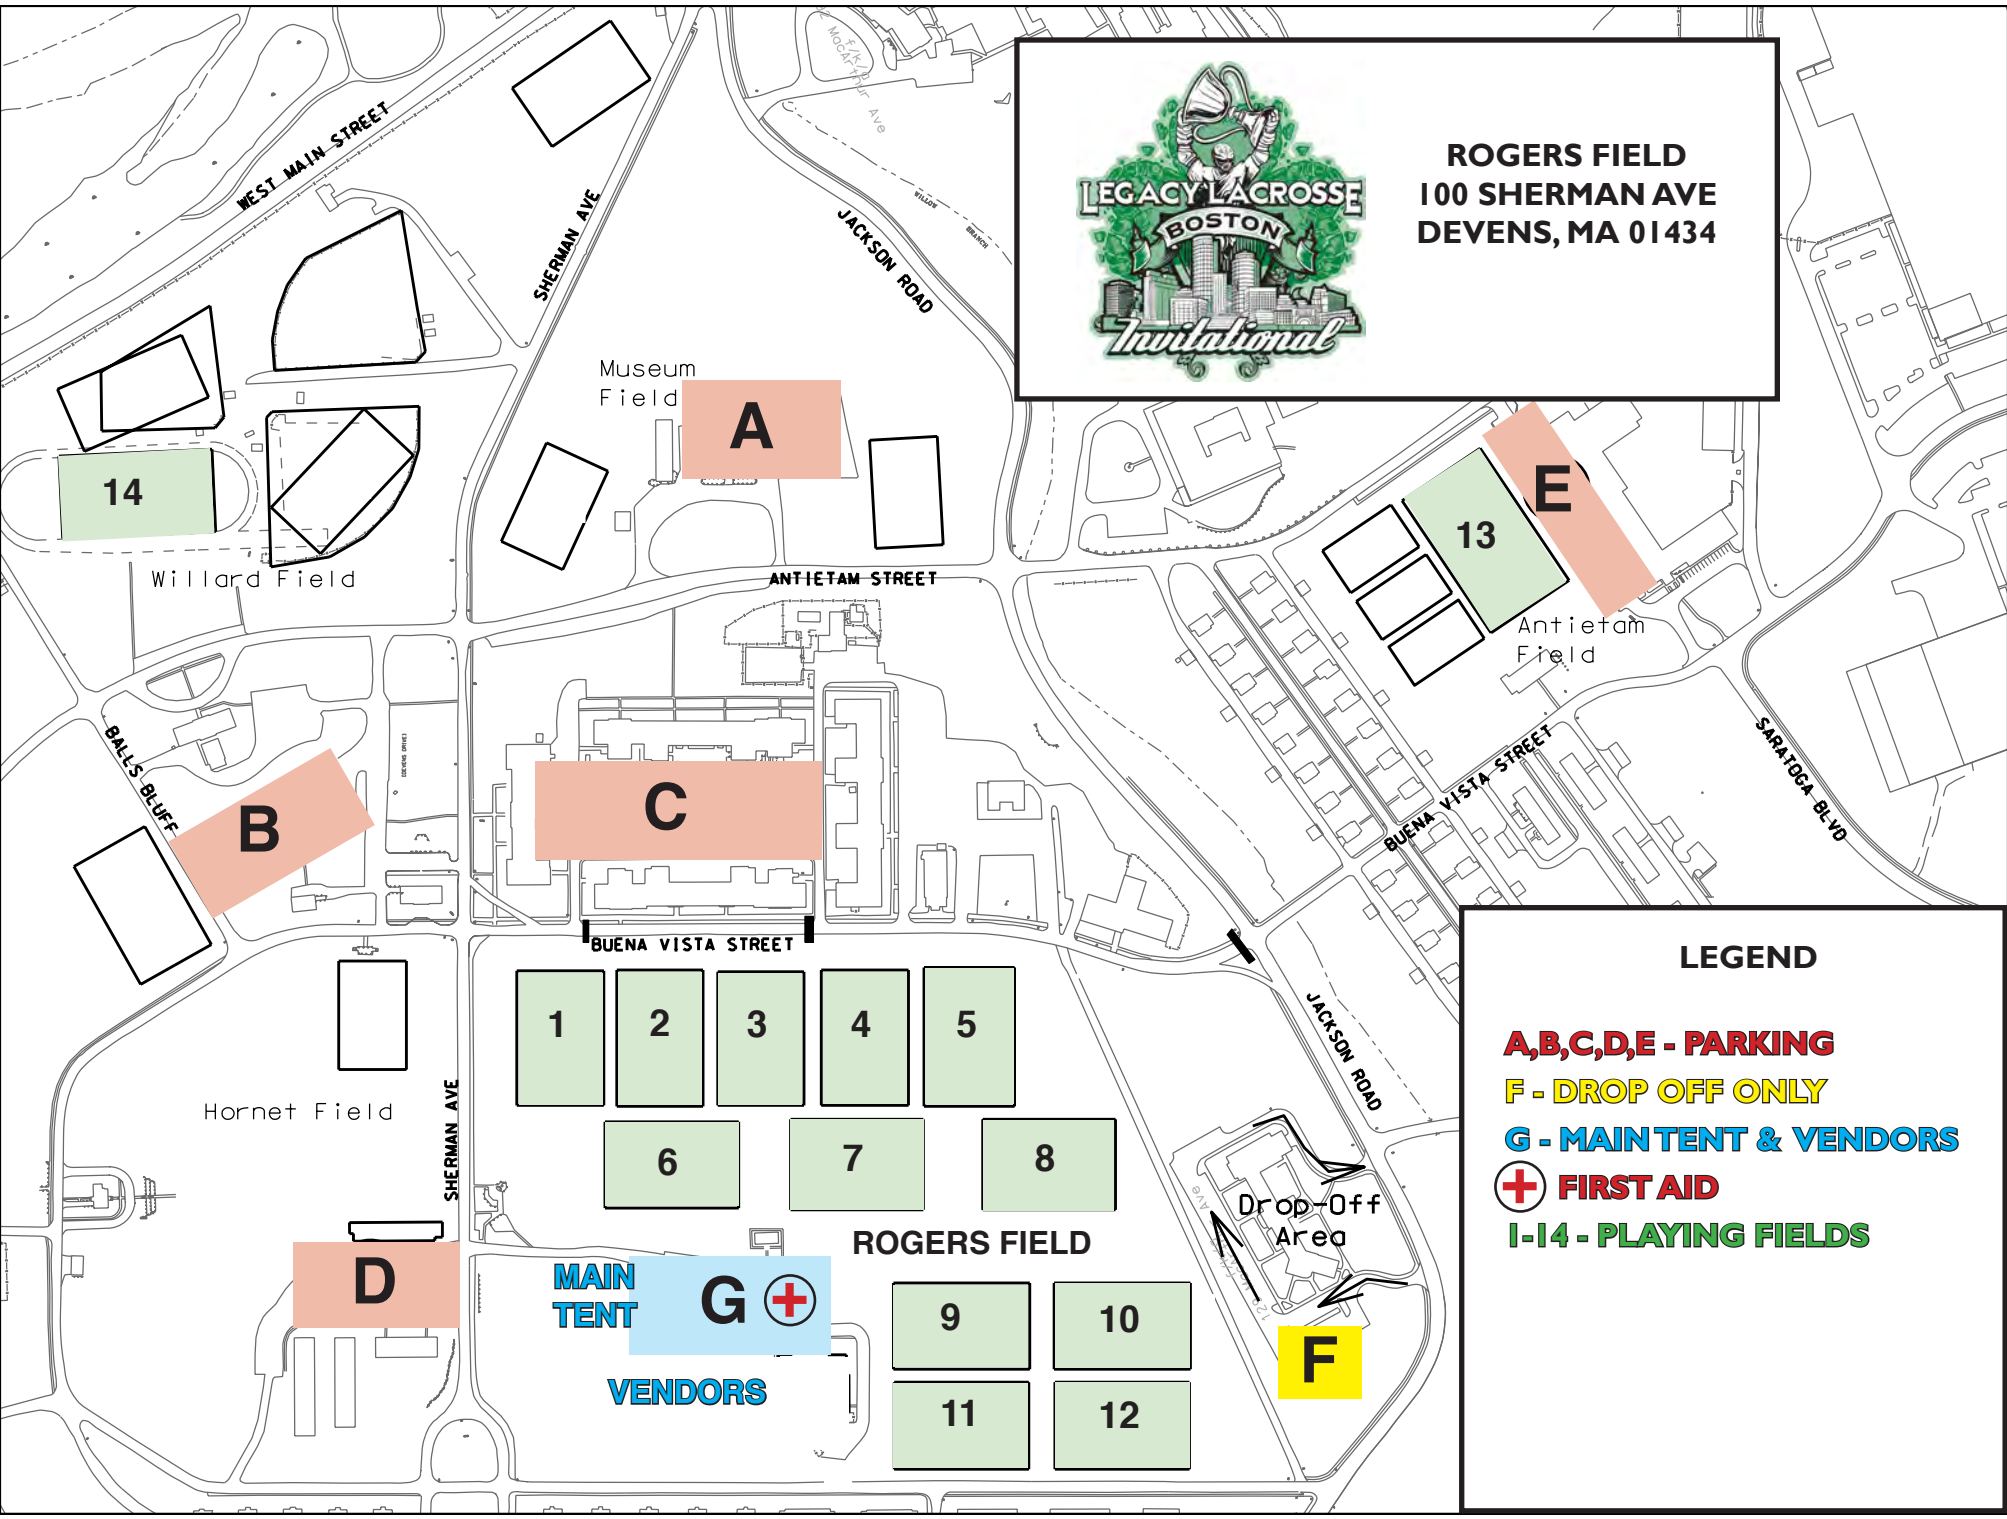 f/k/a
MacArthur Ave
WEST MAIN STREET
SHERMAN AVE
JACKSON ROAD
WILLOW
BRANCH
LEGACY LACROSSE
BOSTON
Invitational
ROGERS FIELD
100 SHERMAN AVE
DEVENS, MA 01434
Museum
Field
A
E
14
13
Willard Field
ANTIETAM STREET
Antietam
Field
BALLS BLUFF
B
C
BUENA VISTA STREET
SARATOGA BLVD
BUENA VISTA STREET
1
2
3
4
5
JACKSON ROAD
Hornet Field
SHERMAN AVE
6
7
8
Drop-Off
Area
ROGERS FIELD
D
MAIN
TENT
G
VENDORS
9
10
11
12
F
LEGEND
A,B,C,D,E - PARKING
F - DROP OFF ONLY
G - MAIN TENT & VENDORS
FIRST AID
1-14 - PLAYING FIELDS